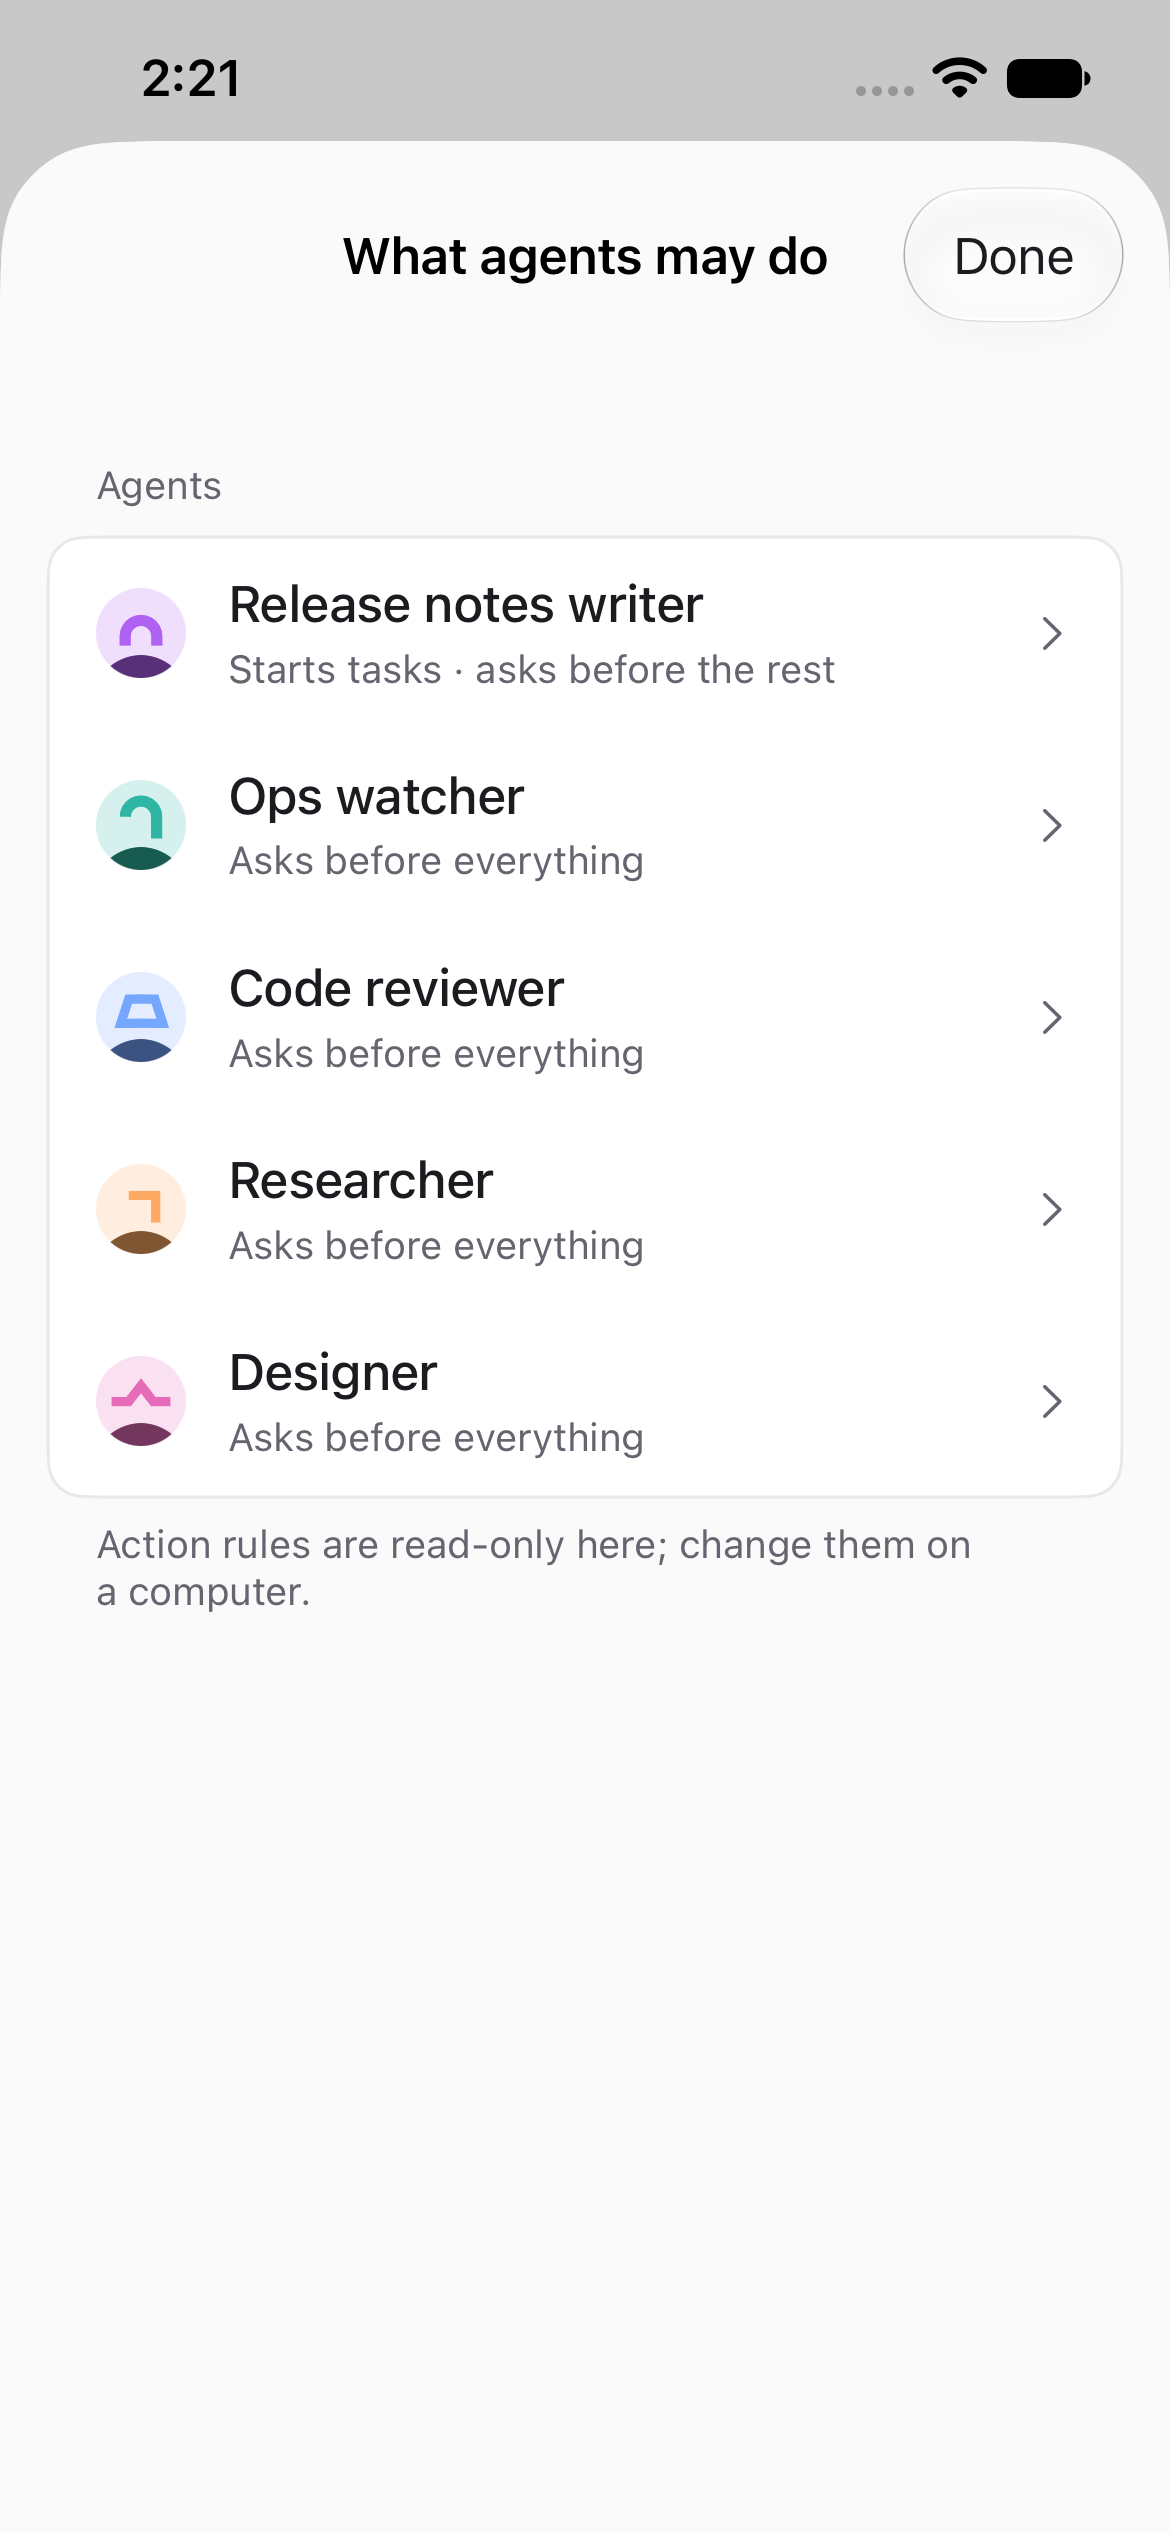 2:21
What agents may do
Done
Agents
Release notes writer
Starts tasks · asks before the rest
Ops watcher
Asks before everything
Code reviewer
Asks before everything
Researcher
Asks before everything
Designer
Asks before everything
Action rules are read-only here; change them on
a computer.